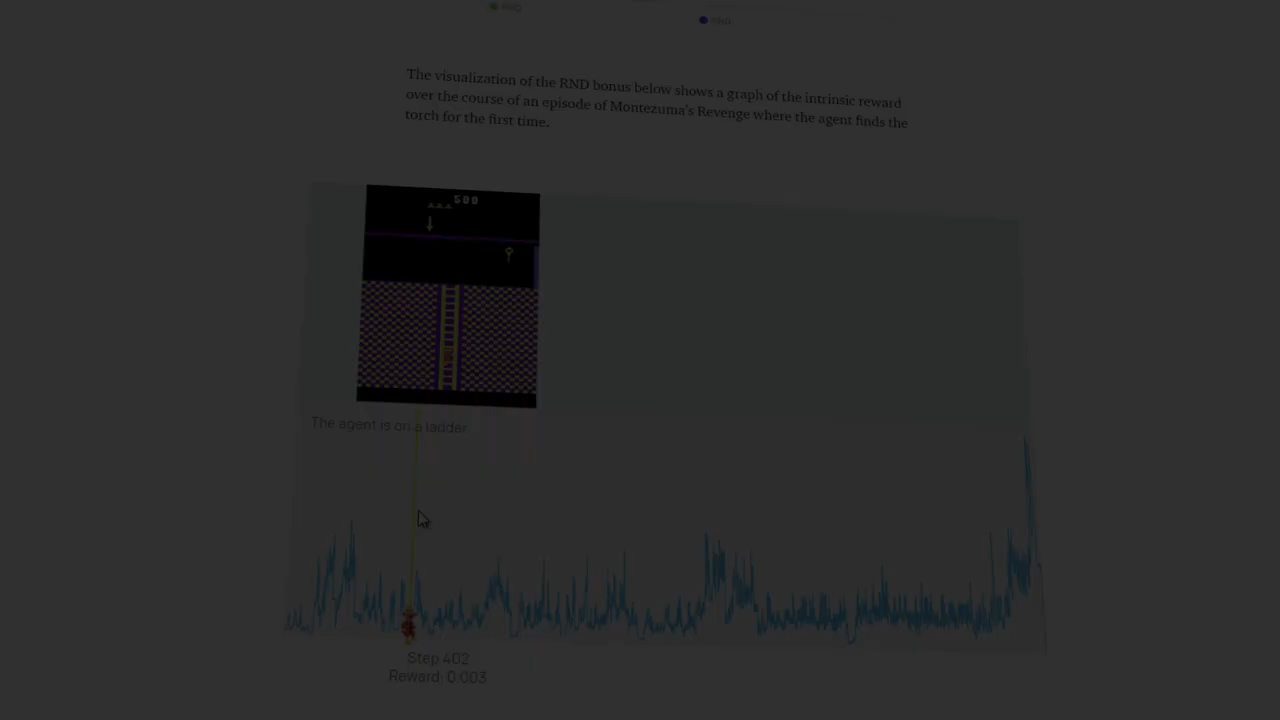 The visualization of the RND bonus below shows a graph of the intrinsic reward
over the course of an episode of Montezuma's Revenge where the agent finds the
torch for the first time.
500
The agent is on a ladder.
Step 402
Reward: 0.003